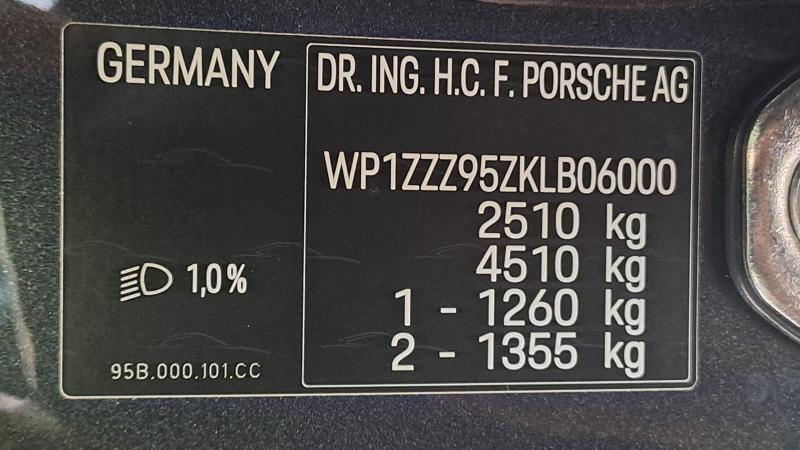 GERMANY
DR. ING. H.C. F. PORSCHE AG
WP1ZZZ95ZKLB06000
2510 kg
4510 kg
1 - 1260 kg
2 - 1355 kg
1,0%
95B.000.101.CC